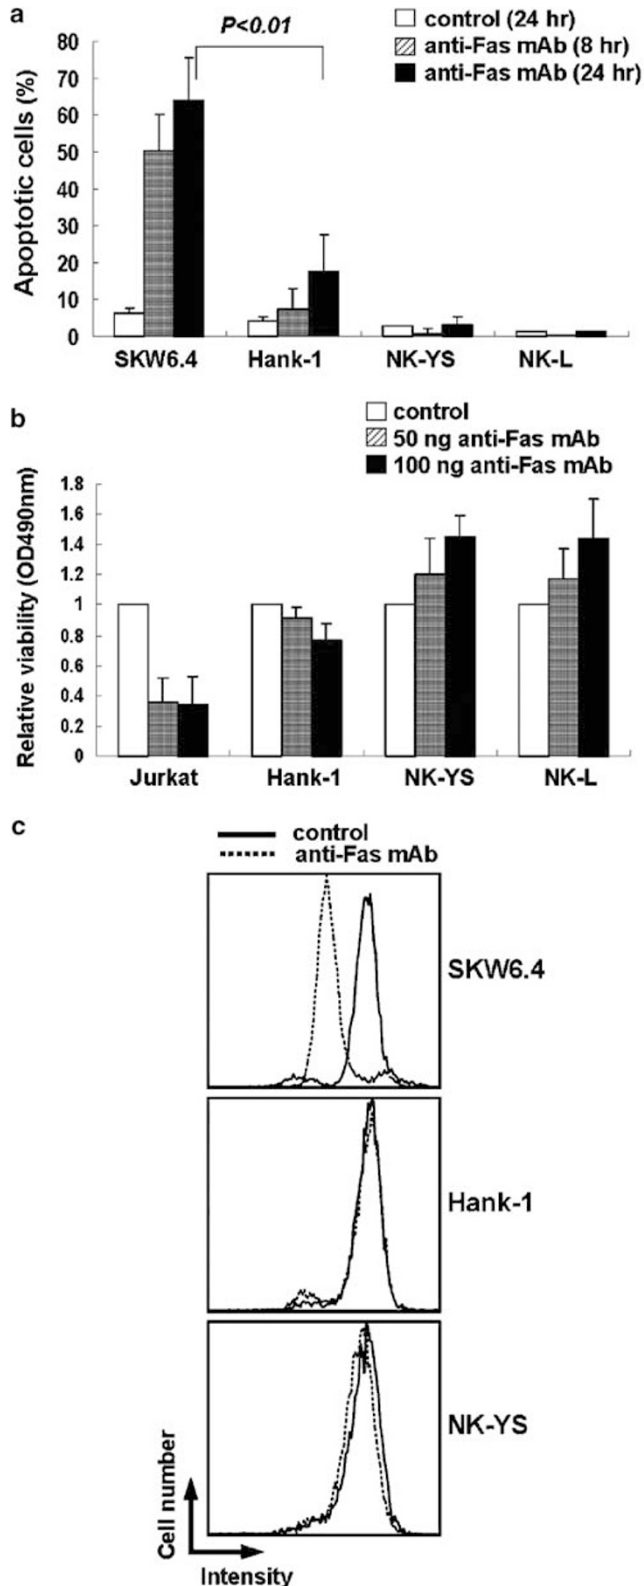 a
P<0.01
control (24 hr)
anti-Fas mAb (8 hr)
anti-Fas mAb (24 hr)
Apoptotic cells (%)
80
70
60
50
40
30
20
10
0
SKW6.4 Hank-1 NK-YS NK-L
b
control
50 ng anti-Fas mAb
100 ng anti-Fas mAb
Relative viability (OD490nm)
1.8
1.6
1.4
1.2
1
0.8
0.6
0.4
0.2
0
Jurkat Hank-1 NK-YS NK-L
c
control
anti-Fas mAb
SKW6.4
Hank-1
NK-YS
Cell number
Intensity